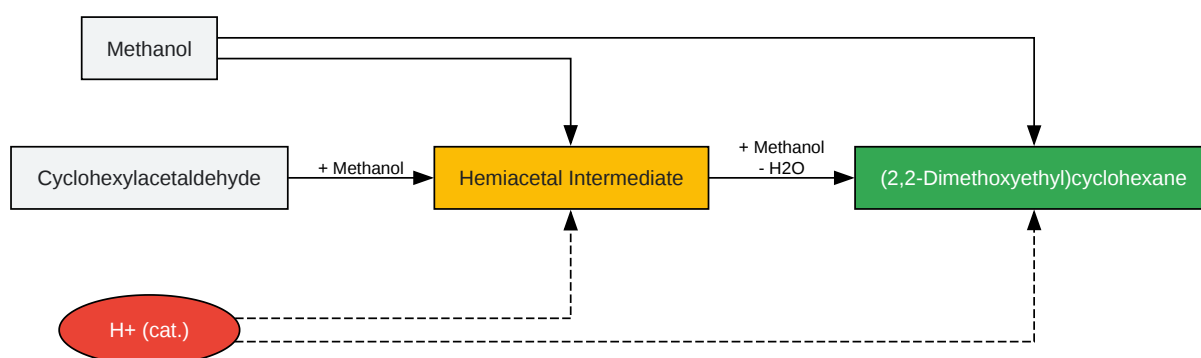 Methanol
Cyclohexylacetaldehyde
+ Methanol
Hemiacetal Intermediate
+ Methanol
- H2O
(2,2-Dimethoxyethyl)cyclohexane
H+ (cat.)